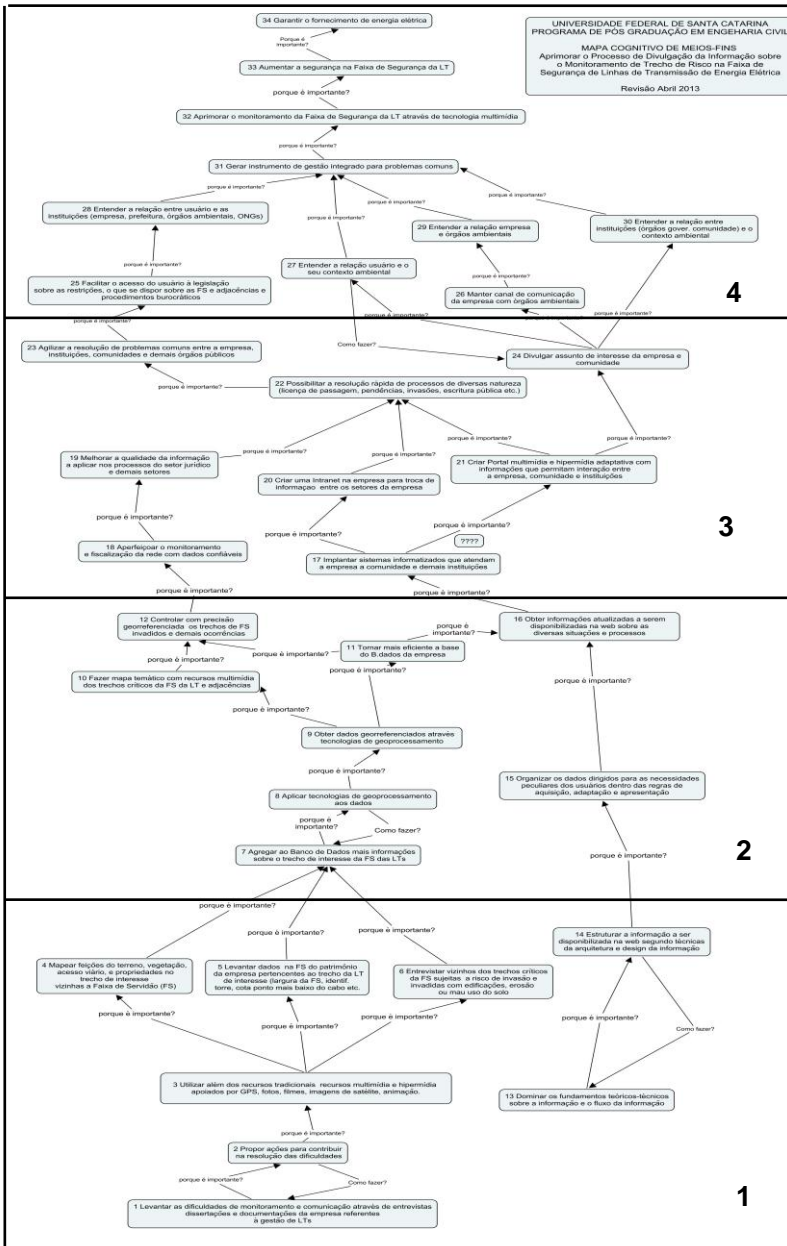 34 Garantir o fornecimento de energia elétrica
UNIVERSIDADE FEDERAL DE SANTA CATARINA
PROGRAMA DE PÓS GRADUAÇÃO EM ENGEHARIA CIVIL
MAPA COGNITIVO DE MEIOS-FINS
Aprimorar o Processo de Divulgação da Informação sobre
o Monitoramento de Trecho de Risco na Faixa de
Segurança de Linhas de Transmissão de Energia Elétrica
Revisão Abril 2013
Porque é
importante?
33 Aumentar a segurança na Faixa de Segurança da LT
porque é importante?
32 Aprimorar o monitoramento da Faixa de Segurança da LT através de tecnologia multimídia
porque é importante?
31 Gerar instrumento de gestão integrado para problemas comuns
porque é importante?
porque é importante?
porque é importante?
porque é importante?
28 Entender a relação entre usuário e as
instituições (empresa, prefeitura, órgãos ambientais, ONGs)
29 Entender a relação empresa
e órgãos ambientais
30 Entender a relação entre
instituições (órgãos gover. comunidade) e o
contexto ambiental
porque é importante?
27 Entender a relação usuário e o
seu contexto ambiental
porque é importante?
porque é importante?
25 Facilitar o acesso do usuário à legislação
sobre as restrições, o que se dispor sobre as FS e adjacências e
procedimentos burocráticos
26 Manter canal de comunicação
da empresa com órgãos ambientais
4
porque é importante?
porque é importante?
porque é importante?
23 Agilizar a resolução de problemas comuns entre a empresa,
instituições, comunidades e demais órgãos públicos
Como fazer?
24 Divulgar assunto de interesse da empresa e
comunidade
porque é importante?
22 Possibilitar a resolução rápida de processos de diversas natureza
(licença de passagem, pendências, invasões, escritura pública etc.)
porque é importante?
porque é importante?
porque é importante?
porque é importante?
19 Melhorar a qualidade da informação
a aplicar nos processos do setor jurídico
e demais setores
20 Criar uma Intranet na empresa para troca de
informaçao entre os setores da empresa
21 Criar Portal multimídia e hipermídia adaptativa com
informações que permitam interação entre
a empresa, comunidade e instituições
porque é importante?
porque é importante?
porque é importante?
????
3
18 Aperfeiçoar o monitoramento
e fiscalização da rede com dados confiáveis
17 Implantar sistemas informatizados que atendam
a empresa a comunidade e demais instituições
porque é importante?
porque é importante?
12 Controlar com precisão
georreferenciada os trechos de FS
invadidos e demais ocorrências
porque é
importante?
16 Obter informações atualizadas a serem
disponibilizada na web sobre as
diversas situações e processos
porque é importante?
11 Tornar mais eficiente a base
do B.dados da empresa
porque é importante?
10 Fazer mapa temático com recursos multimídia
dos trechos críticos da FS da LT e adjacências
porque é importante?
porque é importante?
porque é importante?
9 Obter dados georreferenciados através
tecnologias de geoprocessamento
porque é importante?
15 Organizar os dados dirigidos para as necessidades
peculiares dos usuários dentro das regras de
aquisição, adaptação e apresentação
8 Aplicar tecnologias de geoprocessamento
aos dados
porque é
importante?
Como fazer?
2
7 Agregar ao Banco de Dados mais informações
sobre o trecho de interesse da FS das LTs
porque é importante?
porque é importante?
porque é importante?
porque é importante?
14 Estruturar a informação a ser
disponibilizada na web segundo técnicas
da arquitetura e design da informação
4 Mapear feições do terreno, vegetação,
acesso viário, e propriedades no
trecho de interesse
vizinhas a Faixa de Servidão (FS)
5 Levantar dados na FS do patrimônio
da empresa pertencentes ao trecho da LT
de interesse (largura da FS, identif.
torre, cota ponto mais baixo do cabo etc.
6 Entrevistar vizinhos dos trechos críticos
da FS sujeitas a risco de invasão e
invadidas com edificações, erosão
ou mau uso do solo
porque é importante?
porque é importante?
porque é importante?
porque é importante?
Como fazer?
3 Utilizar além dos recursos tradicionais recursos multimídia e hipermídia
apoiados por GPS, fotos, filmes, imagens de satélite, animação.
13 Dominar os fundamentos teóricos-técnicos
sobre a informação e o fluxo da informação
porque é importante?
2 Propor ações para contribuir
na resolução das dificuldades
porque é importante?
Como fazer?
1 Levantar as dificuldades de monitoramento e comunicação através de entrevistas
dissertações e documentações da empresa referentes
à gestão de LTs
1